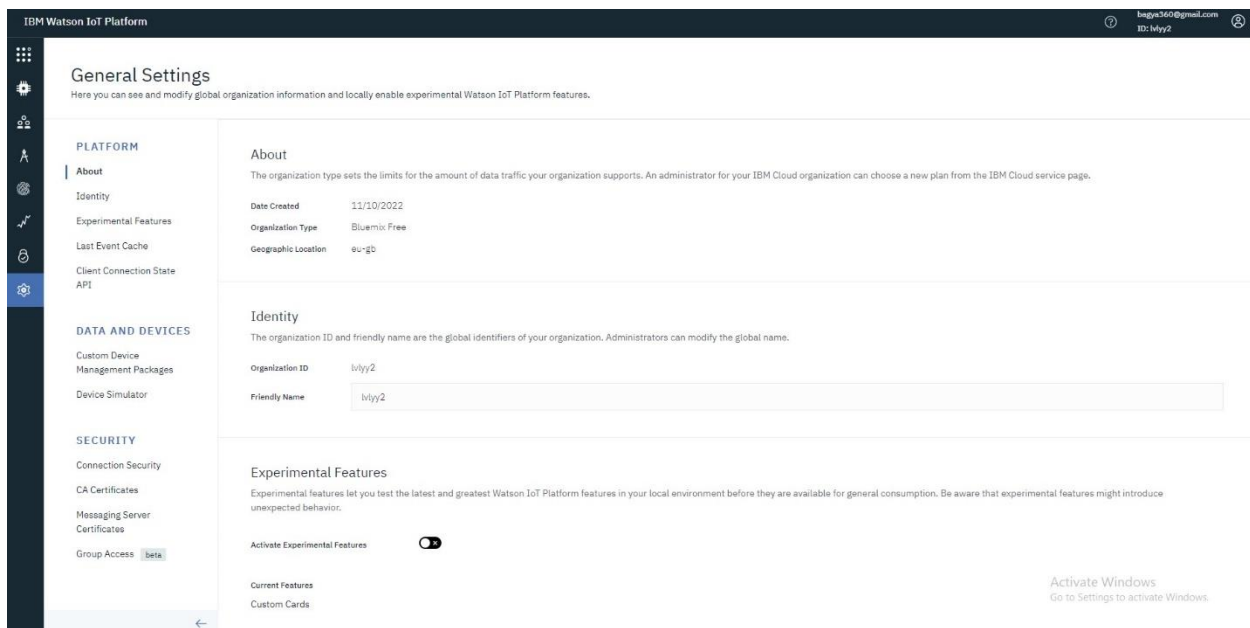 IBM Watson IoT Platform
bagya360@gmail.com
ID: lvlyy2
General Settings
Here you can see and modify global organization information and locally enable experimental Watson IoT Platform features.
PLATFORM
About
Identity
Experimental Features
Last Event Cache
Client Connection State
API
DATA AND DEVICES
Custom Device
Management Packages
Device Simulator
SECURITY
Connection Security
CA Certificates
Messaging Server
Certificates
Group Access beta
About
The organization type sets the limits for the amount of data traffic your organization supports. An administrator for your IBM Cloud organization can choose a new plan from the IBM Cloud service page.
Date Created 11/10/2022
Organization Type Bluemix Free
Geographic Location eu-gb
Identity
The organization ID and friendly name are the global identifiers of your organization. Administrators can modify the global name.
Organization ID lvlyy2
Friendly Name lvlyy2
Experimental Features
Experimental features let you test the latest and greatest Watson IoT Platform features in your local environment before they are available for general consumption. Be aware that experimental features might introduce
unexpected behavior.
Activate Experimental Features
Current Features
Custom Cards
Activate Windows
Go to Settings to activate Windows.